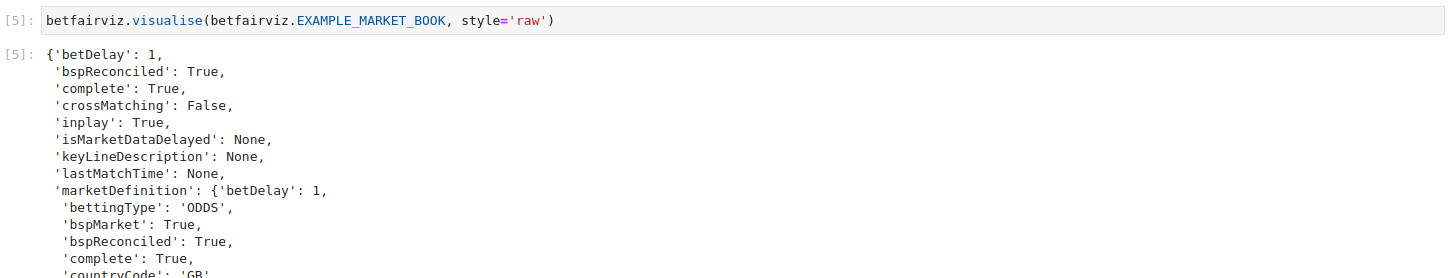 [5]: betfairviz.visualise(betfairviz.EXAMPLE_MARKET_BOOK, style='raw')
[5]: {'betDelay': 1,
'bspReconciled': True,
'complete': True,
'crossMatching': False,
'inplay': True,
'isMarketDataDelayed': None,
'keyLineDescription': None,
'lastMatchTime': None,
'marketDefinition': {'betDelay': 1,
'bettingType': 'ODDS',
'bspMarket': True,
'bspReconciled': True,
'complete': True,
'countryCode': 'GB'